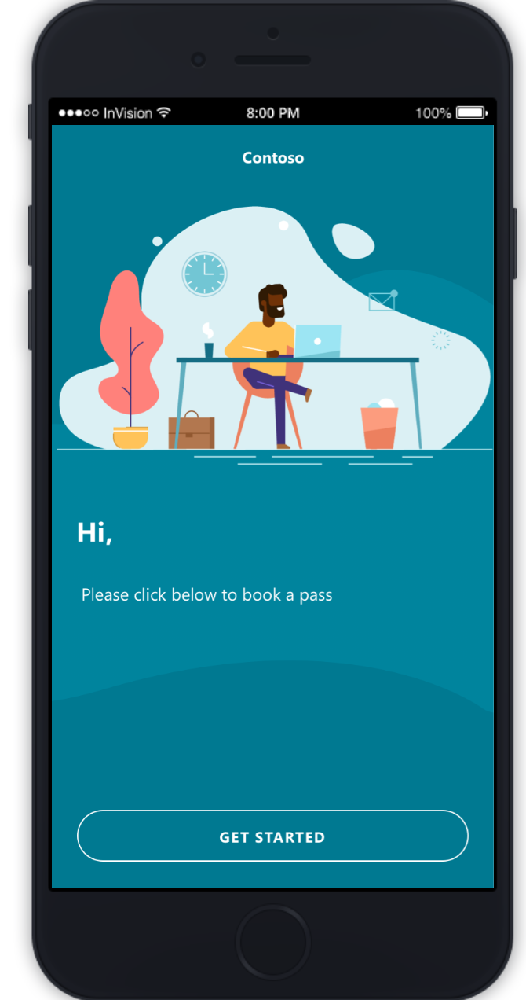 ●●●○○ InVision 8:00 PM 100%
Contoso
Hi,
Please click below to book a pass
GET STARTED